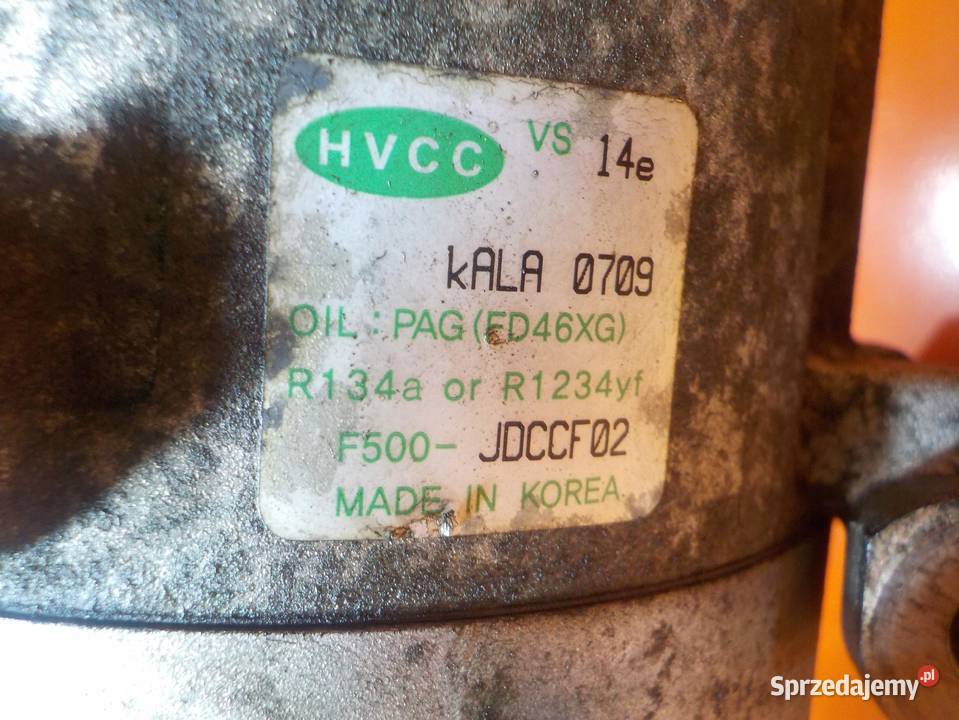 HVCC VS 14e
kALA 0709
OIL : PAG (FD46XG)
R134a or R1234yf
F500- JDCCF02
MADE IN KOREA
Sprzedajemy.pl